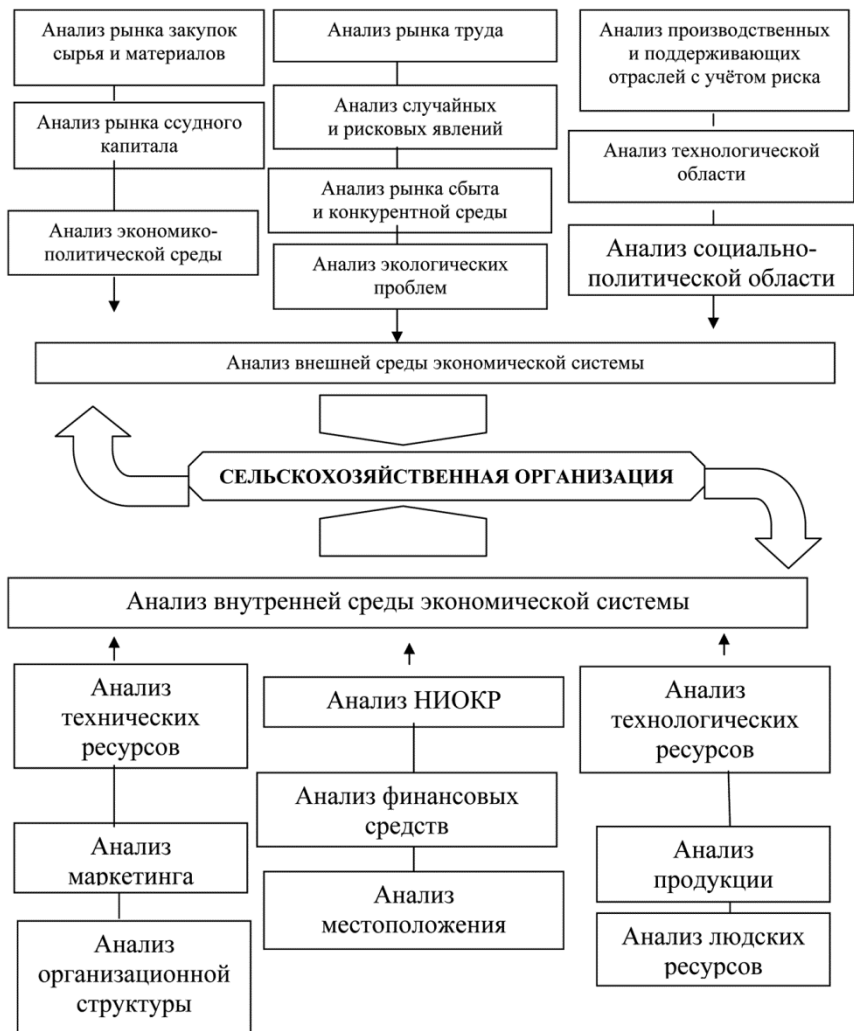 Анализ рынка закупок
сырья и материалов
Анализ рынка труда
Анализ производственных
и поддерживающих
отраслей с учётом риска
Анализ рынка ссудного
капитала
Анализ случайных
и рисковых явлений
Анализ технологической
области
Анализ экономико-
политической среды
Анализ рынка сбыта
и конкурентной среды
Анализ социально-
политической области
Анализ экологических
проблем
Анализ внешней среды экономической системы
СЕЛЬСКОХОЗЯЙСТВЕННАЯ ОРГАНИЗАЦИЯ
Анализ внутренней среды экономической системы
Анализ
технических
ресурсов
Анализ НИОКР
Анализ
технологических
ресурсов
Анализ финансовых
средств
Анализ
маркетинга
Анализ
продукции
Анализ
местоположения
Анализ
организационной
структуры
Анализ людских
ресурсов